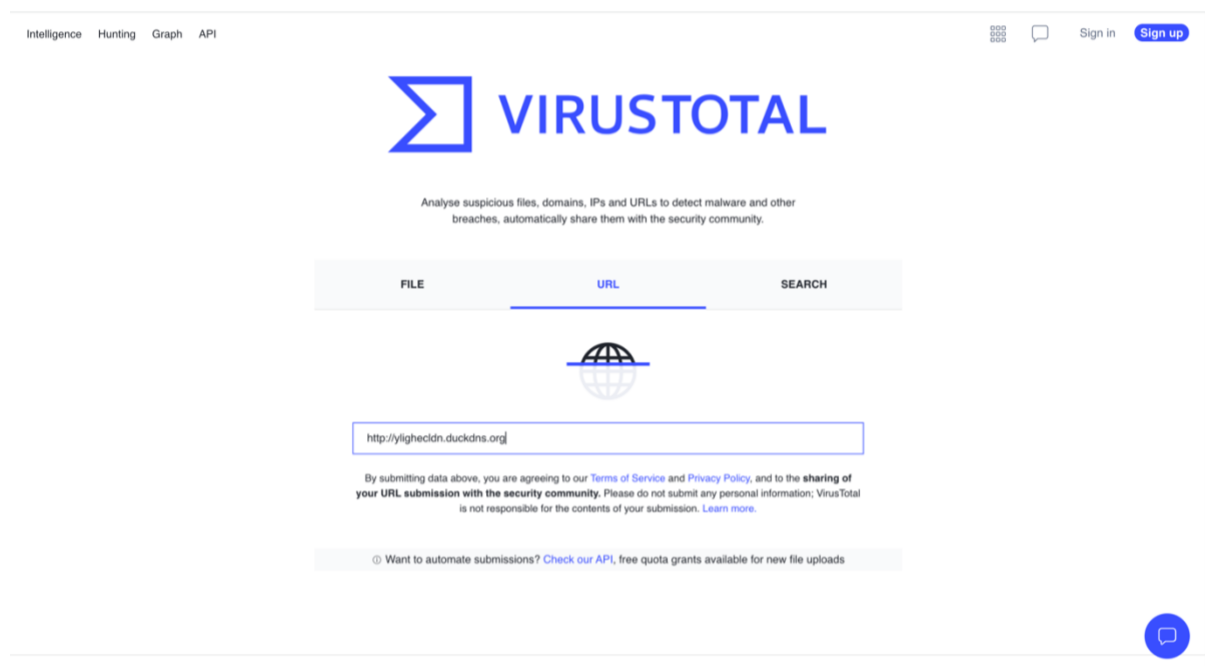 Intelligence Hunting Graph API Sign in Sign up
VIRUSTOTAL
Analyse suspicious files, domains, IPs and URLs to detect malware and other
breaches, automatically share them with the security community.
FILE URL SEARCH
http://ylighecldn.duckdns.org
By submitting data above, you are agreeing to our Terms of Service and Privacy Policy, and to the sharing of
your URL submission with the security community. Please do not submit any personal information; VirusTotal
is not responsible for the contents of your submission. Learn more.
Want to automate submissions? Check our API, free quota grants available for new file uploads